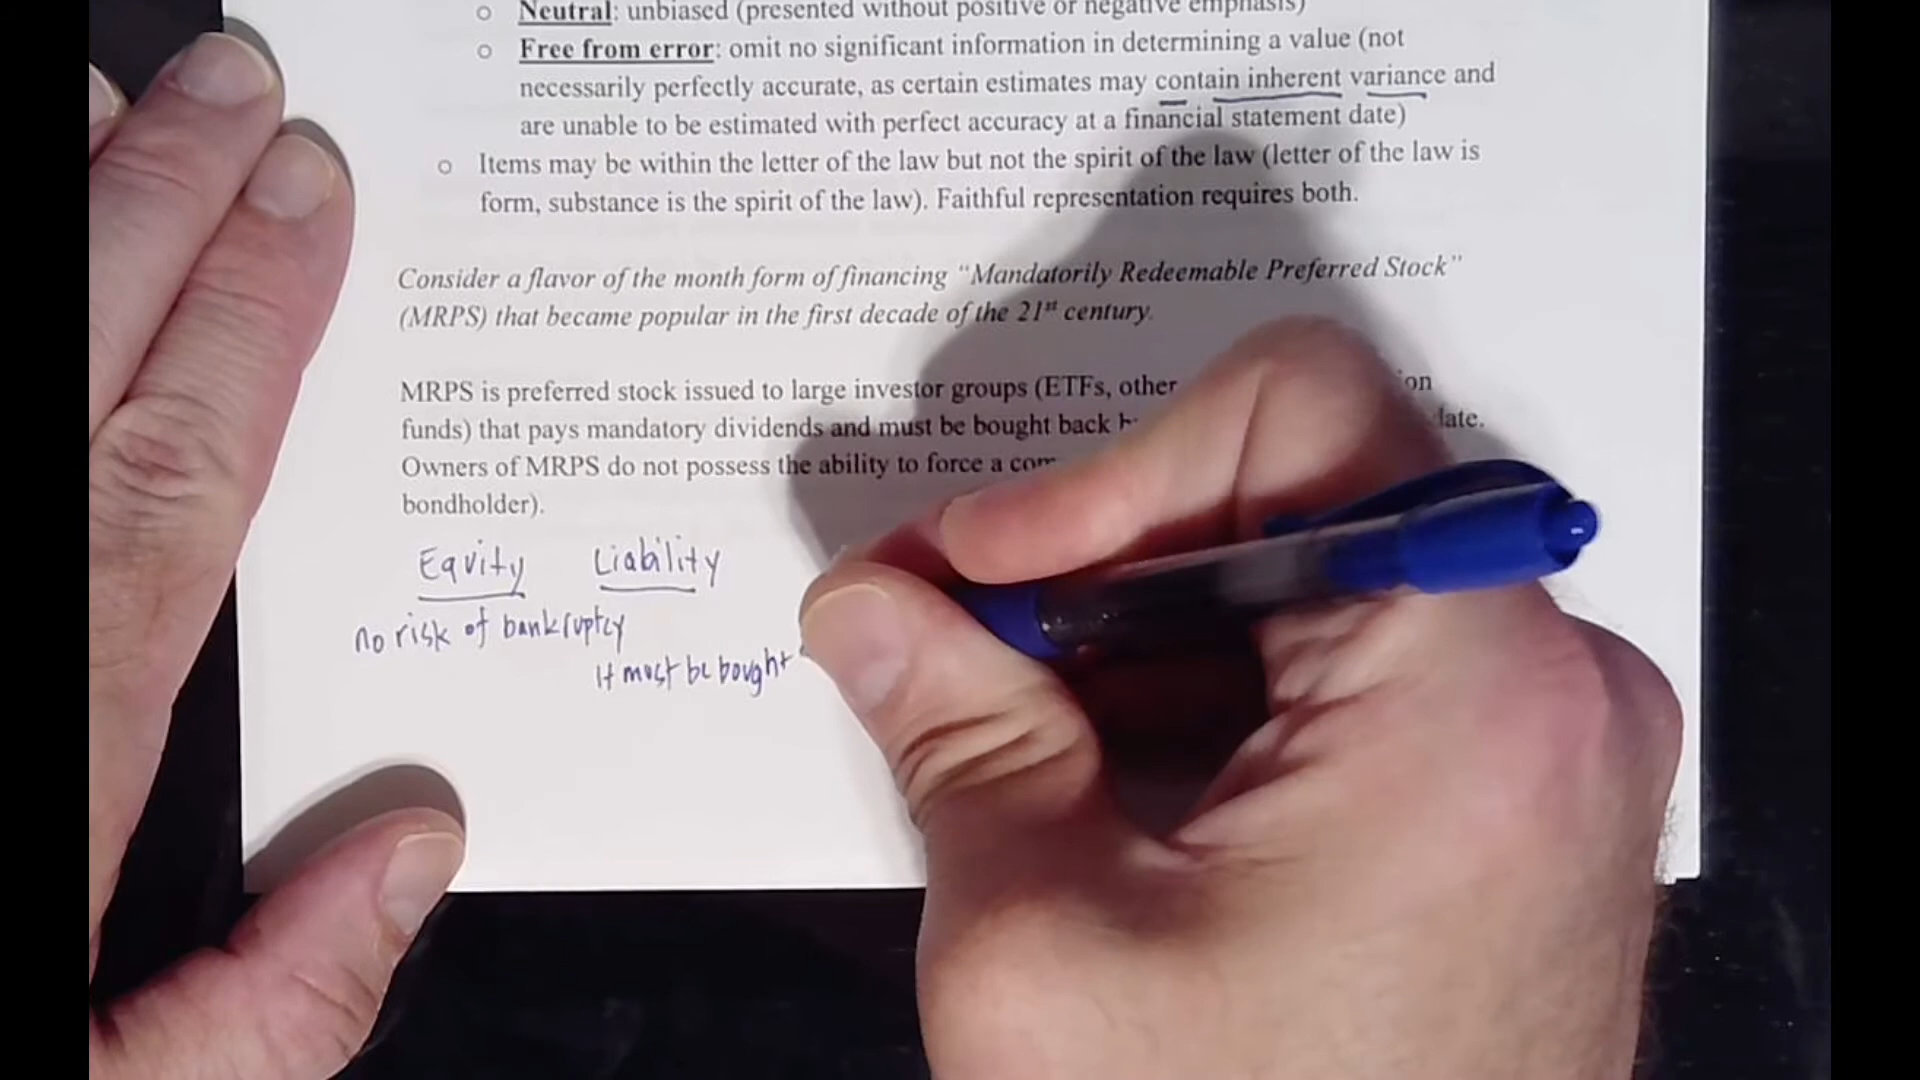 ○ Neutral: unbiased (presented without positive or negative emphasis)
○ Free from error: omit no significant information in determining a value (not
necessarily perfectly accurate, as certain estimates may contain inherent variance and
are unable to be estimated with perfect accuracy at a financial statement date)
○ Items may be within the letter of the law but not the spirit of the law (letter of the law is
form, substance is the spirit of the law). Faithful representation requires both.
Consider a flavor of the month form of financing “Mandatorily Redeemable Preferred Stock”
(MRPS) that became popular in the first decade of the 21st century.
MRPS is preferred stock issued to large investor groups (ETFs, other
funds) that pays mandatory dividends and must be bought back
Owners of MRPS do not possess the ability to force a
bondholder).
Equity Liability
no risk of bankruptcy
it must be bought